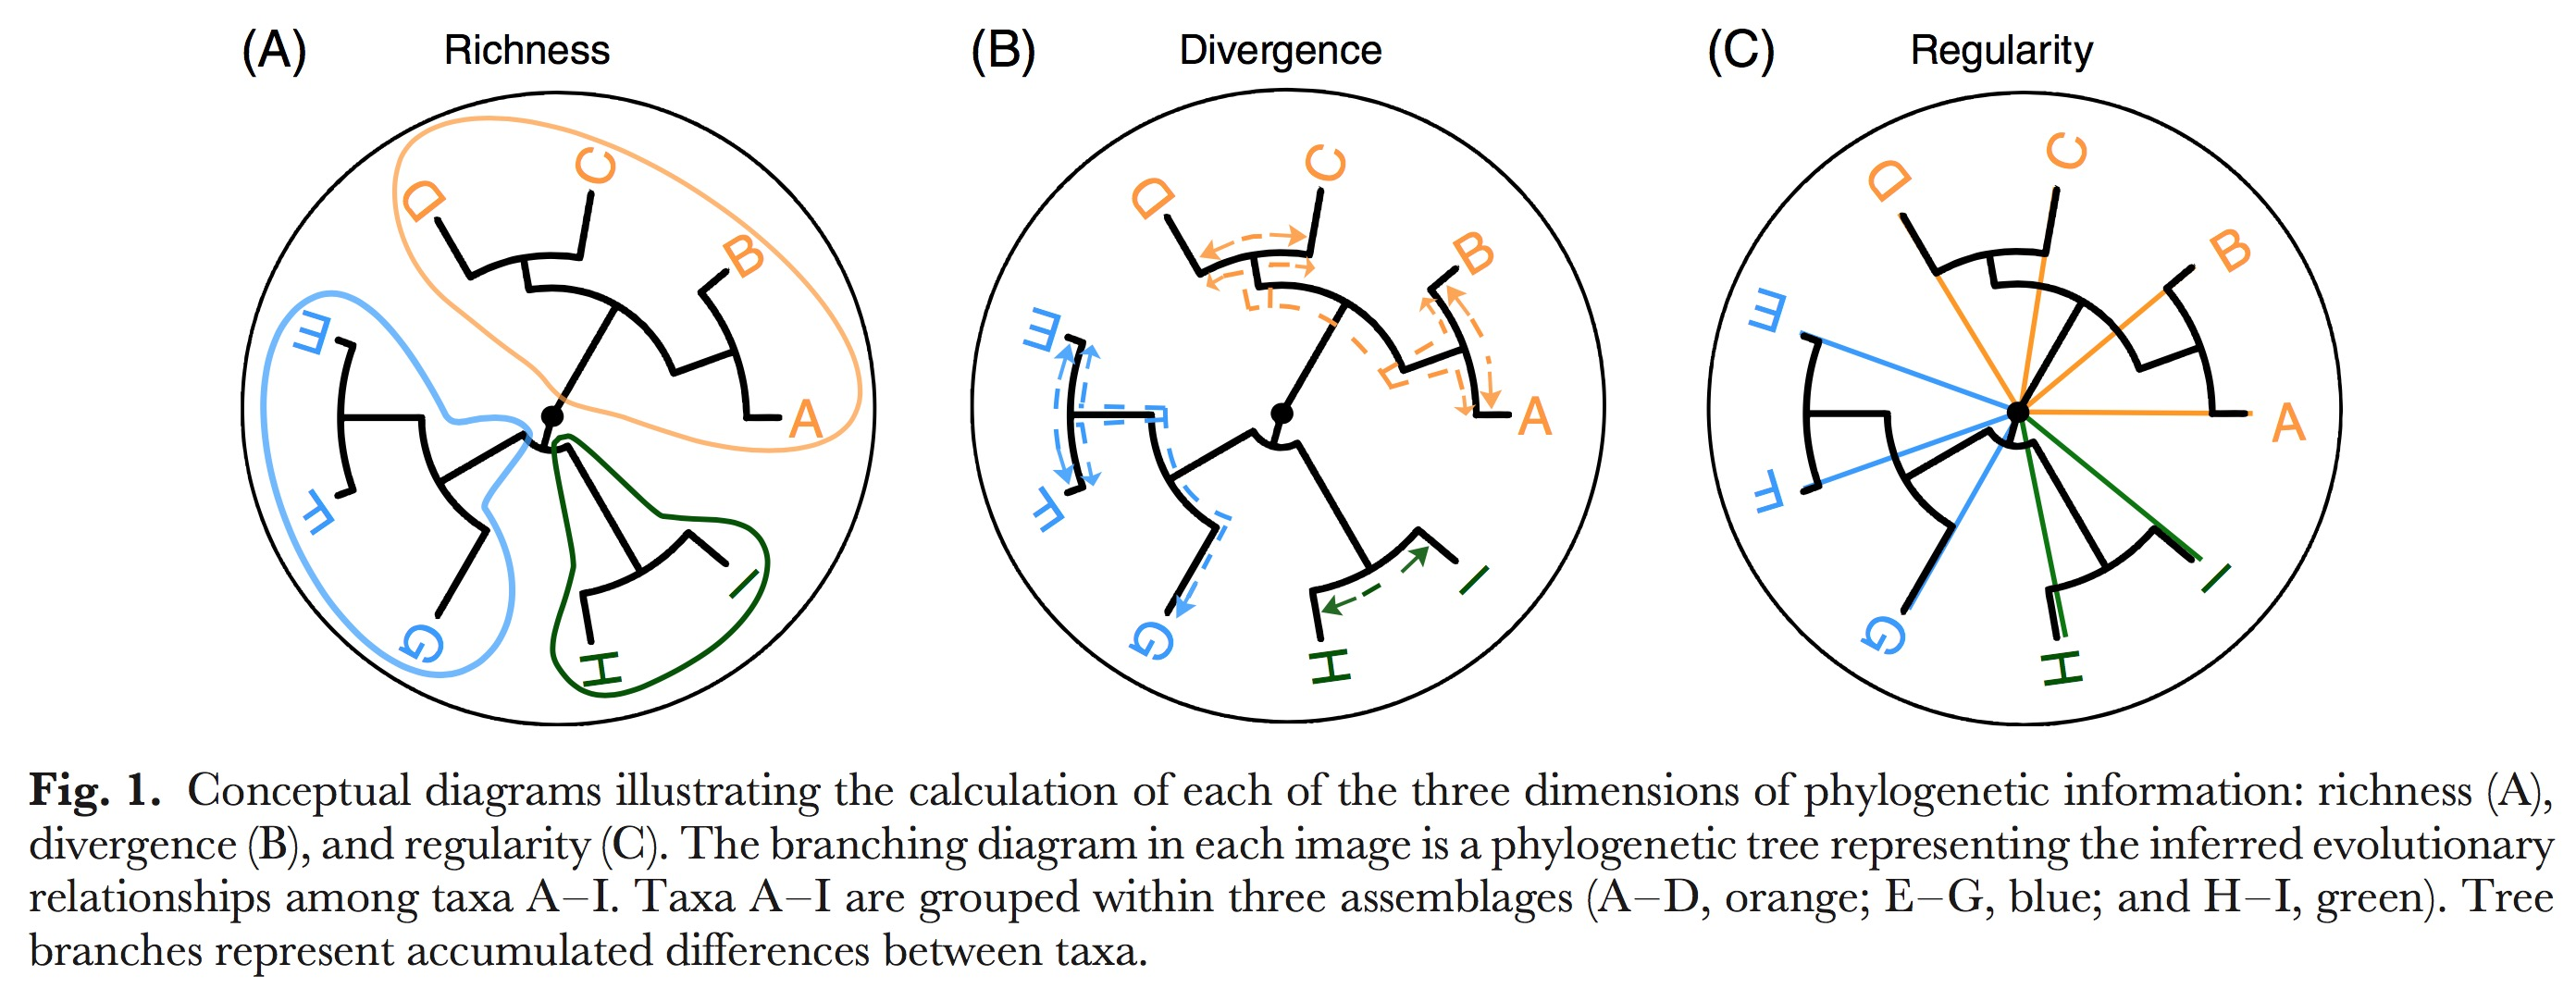 (A) Richness (B) Divergence (C) Regularity
D C B A E F G H I
D C B A E F G H I
D C B A E F G H I
Fig. 1. Conceptual diagrams illustrating the calculation of each of the three dimensions of phylogenetic information: richness (A),
divergence (B), and regularity (C). The branching diagram in each image is a phylogenetic tree representing the inferred evolutionary
relationships among taxa A–I. Taxa A–I are grouped within three assemblages (A–D, orange; E–G, blue; and H–I, green). Tree
branches represent accumulated differences between taxa.